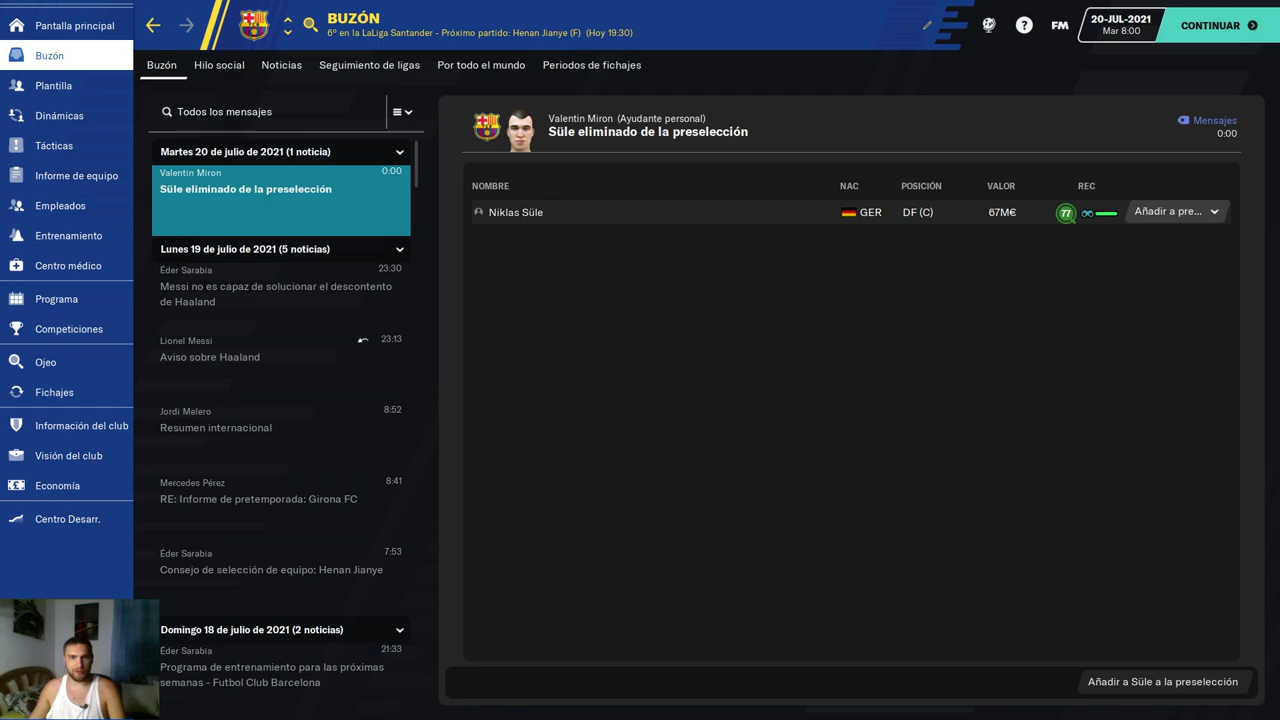 Pantalla principal
Buzón
Plantilla
Dinámicas
Tácticas
Informe de equipo
Empleados
Entrenamiento
Centro médico
Programa
Competiciones
Ojeo
Fichajes
Información del club
Visión del club
Economía
Centro Desarr.
BUZÓN
6º en la LaLiga Santander - Próximo partido: Henan Jianye (F) (Hoy 19:30)
?
FM
20-JUL-2021
Mar 8:00
CONTINUAR
Buzón Hilo social Noticias Seguimiento de ligas Por todo el mundo Periodos de fichajes
Todos los mensajes
Martes 20 de julio de 2021 (1 noticia)
Valentin Miron 0:00
Süle eliminado de la preselección
Lunes 19 de julio de 2021 (5 noticias)
Éder Sarabia 23:30
Messi no es capaz de solucionar el descontento
de Haaland
Lionel Messi 23:13
Aviso sobre Haaland
Jordi Melero 8:52
Resumen internacional
Mercedes Pérez 8:41
RE: Informe de pretemporada: Girona FC
Éder Sarabia 7:53
Consejo de selección de equipo: Henan Jianye
Domingo 18 de julio de 2021 (2 noticias)
Éder Sarabia 21:33
Programa de entrenamiento para las próximas
semanas - Futbol Club Barcelona
Valentin Miron (Ayudante personal)
Süle eliminado de la preselección
Mensajes
0:00
NOMBRE NAC POSICIÓN VALOR REC
Niklas Süle GER DF (C) 67M€ 77 Añadir a pre...
Añadir a Süle a la preselección